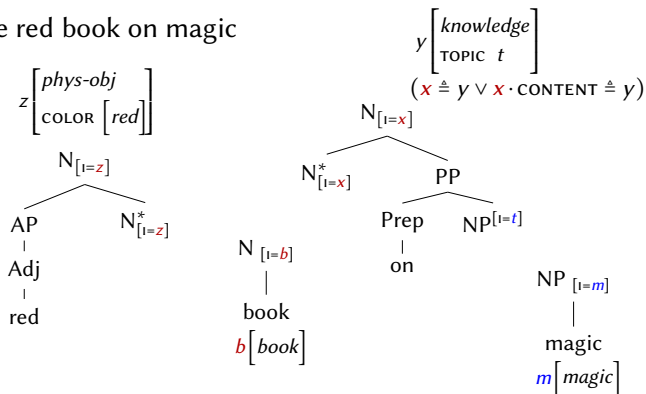 e red book on magic
z [phys-obj
COLOR [red]]
y [knowledge
TOPIC t]
(x ≜ y ∨ x · CONTENT ≜ y)
N[I=z]
AP N*[I=z]
Adj
red
N [I=b]
book
b[book]
N[I=x]
N*[I=x] PP
Prep NP[I=t]
on
NP [I=m]
magic
m[magic]